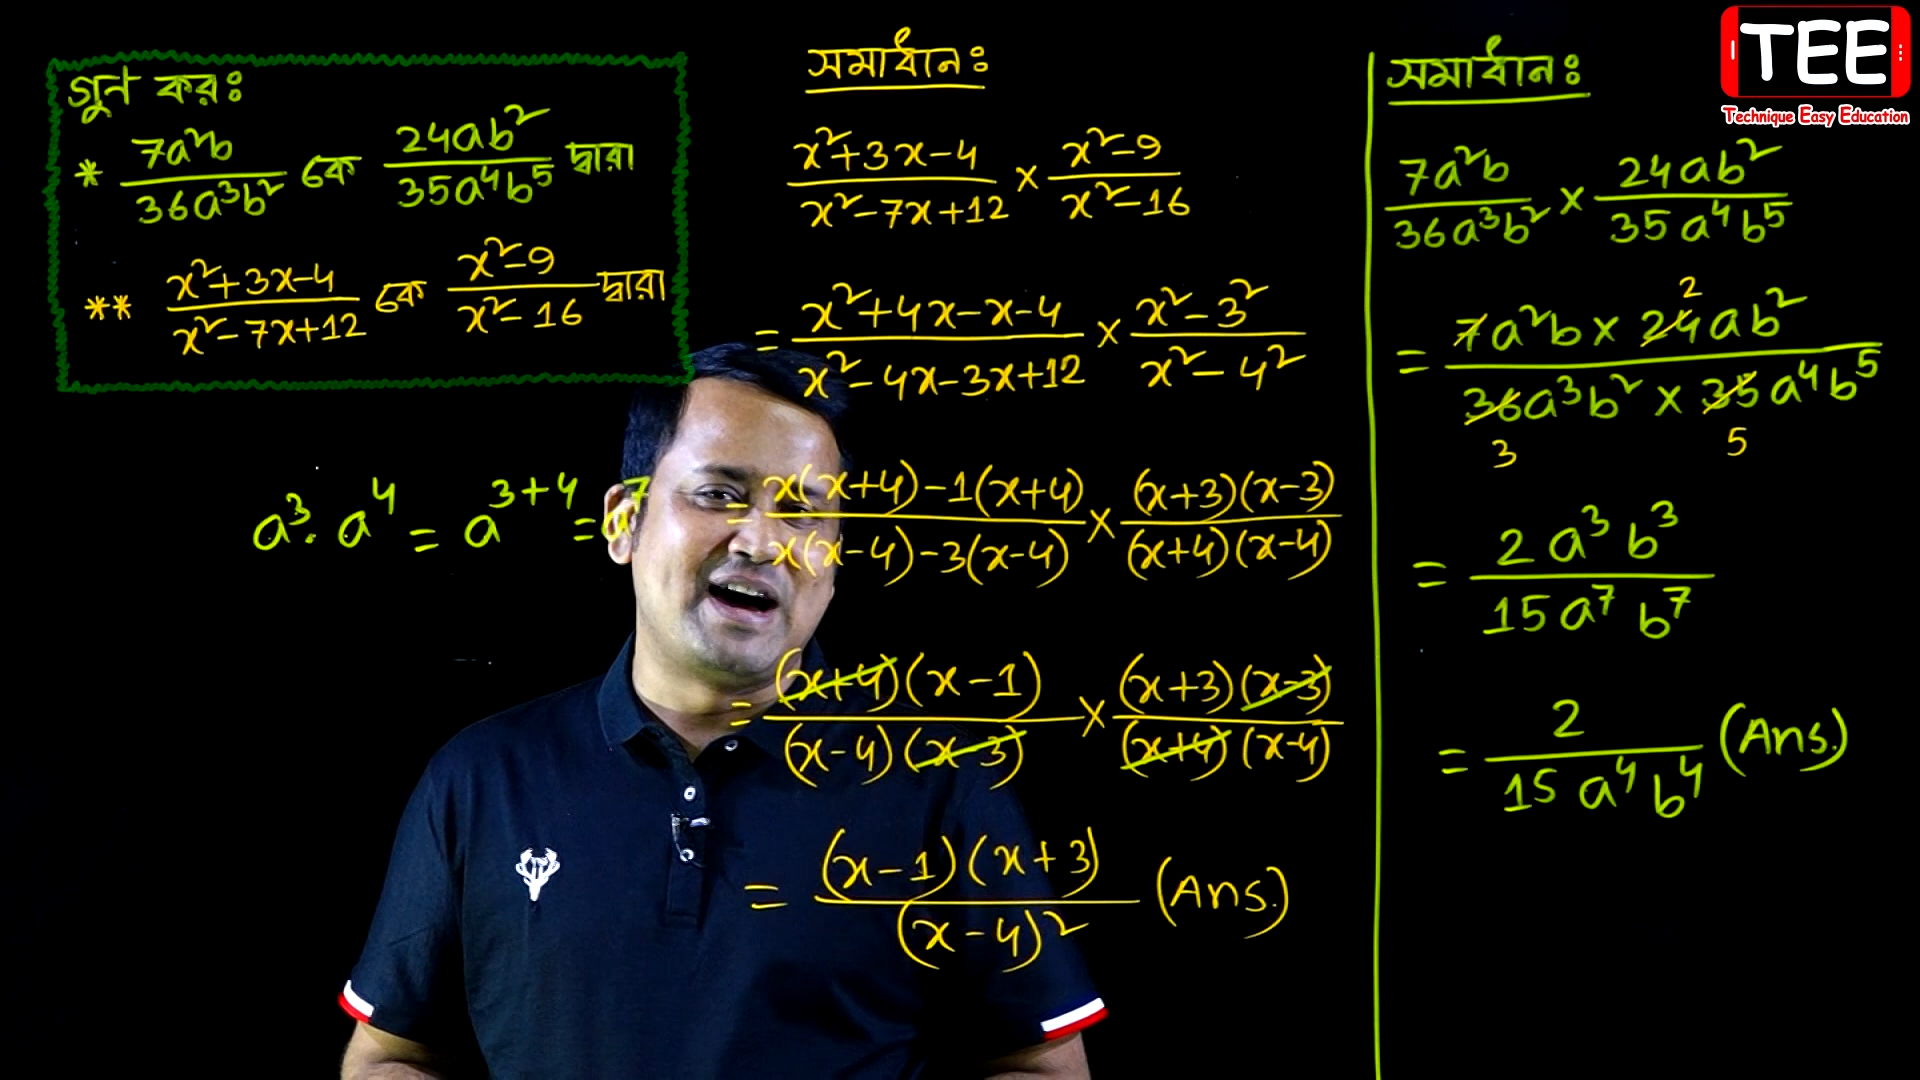 গুণ করঃ
* 7a²b/36a³b² কে 24ab²/35a⁴b⁵ দ্বারা
** x²+3x-4/x²-7x+12 কে x²-9/x²-16 দ্বারা
a³·a⁴ = a³⁺⁴ = a⁷
সমাধানঃ
x²+3x-4/x²-7x+12 × x²-9/x²-16
= x²+4x-x-4/x²-4x-3x+12 × x²-3²/x²-4²
= x(x+4)-1(x+4)/x(x-4)-3(x-4) × (x+3)(x-3)/(x+4)(x-4)
= (x+4)(x-1)/(x-4)(x-3) × (x+3)(x-3)/(x+4)(x-4)
= (x-1)(x+3)/(x-4)² (Ans.)
সমাধানঃ
7a²b/36a³b² × 24ab²/35a⁴b⁵
2
= 7a²b × 24ab²/36a³b² × 35a⁴b⁵
3 5
= 2a³b³/15a⁷b⁷
= 2/15a⁴b⁴ (Ans.)
TEE
Technique Easy Education